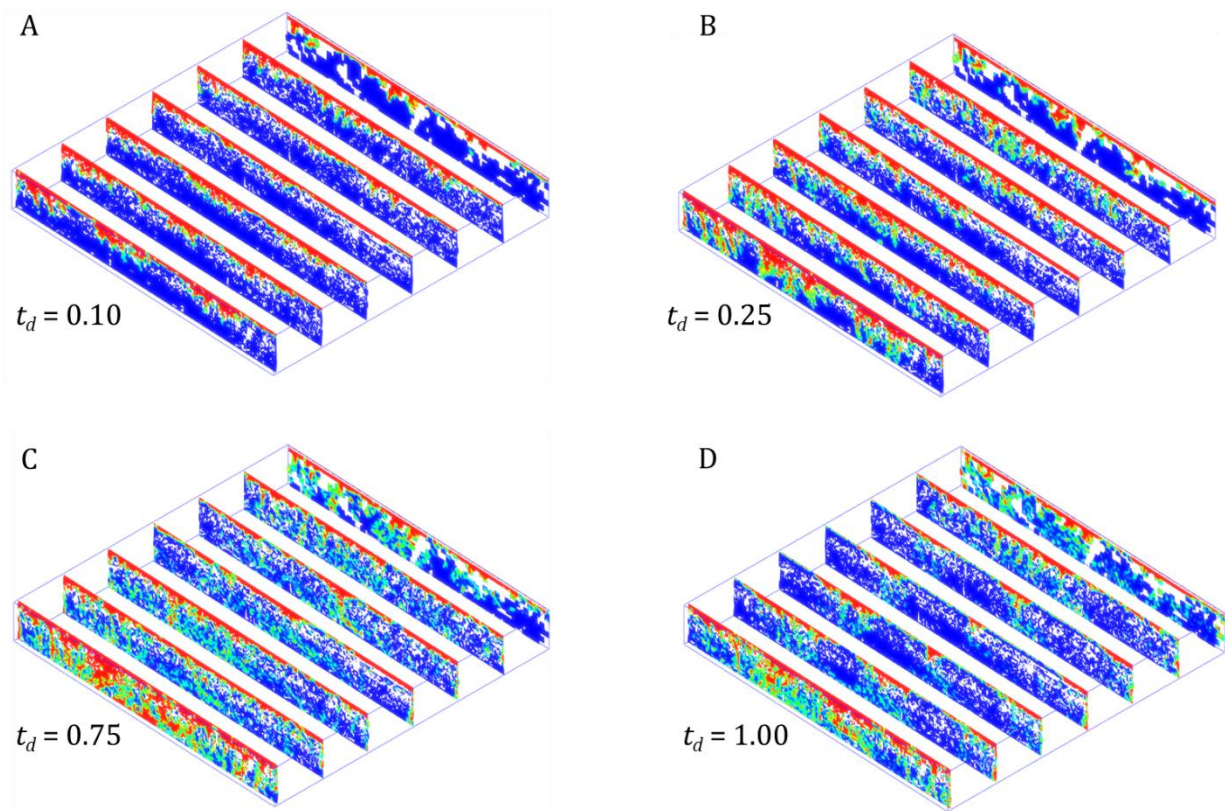 A
B
t_d = 0.10
t_d = 0.25
C
D
t_d = 0.75
t_d = 1.00